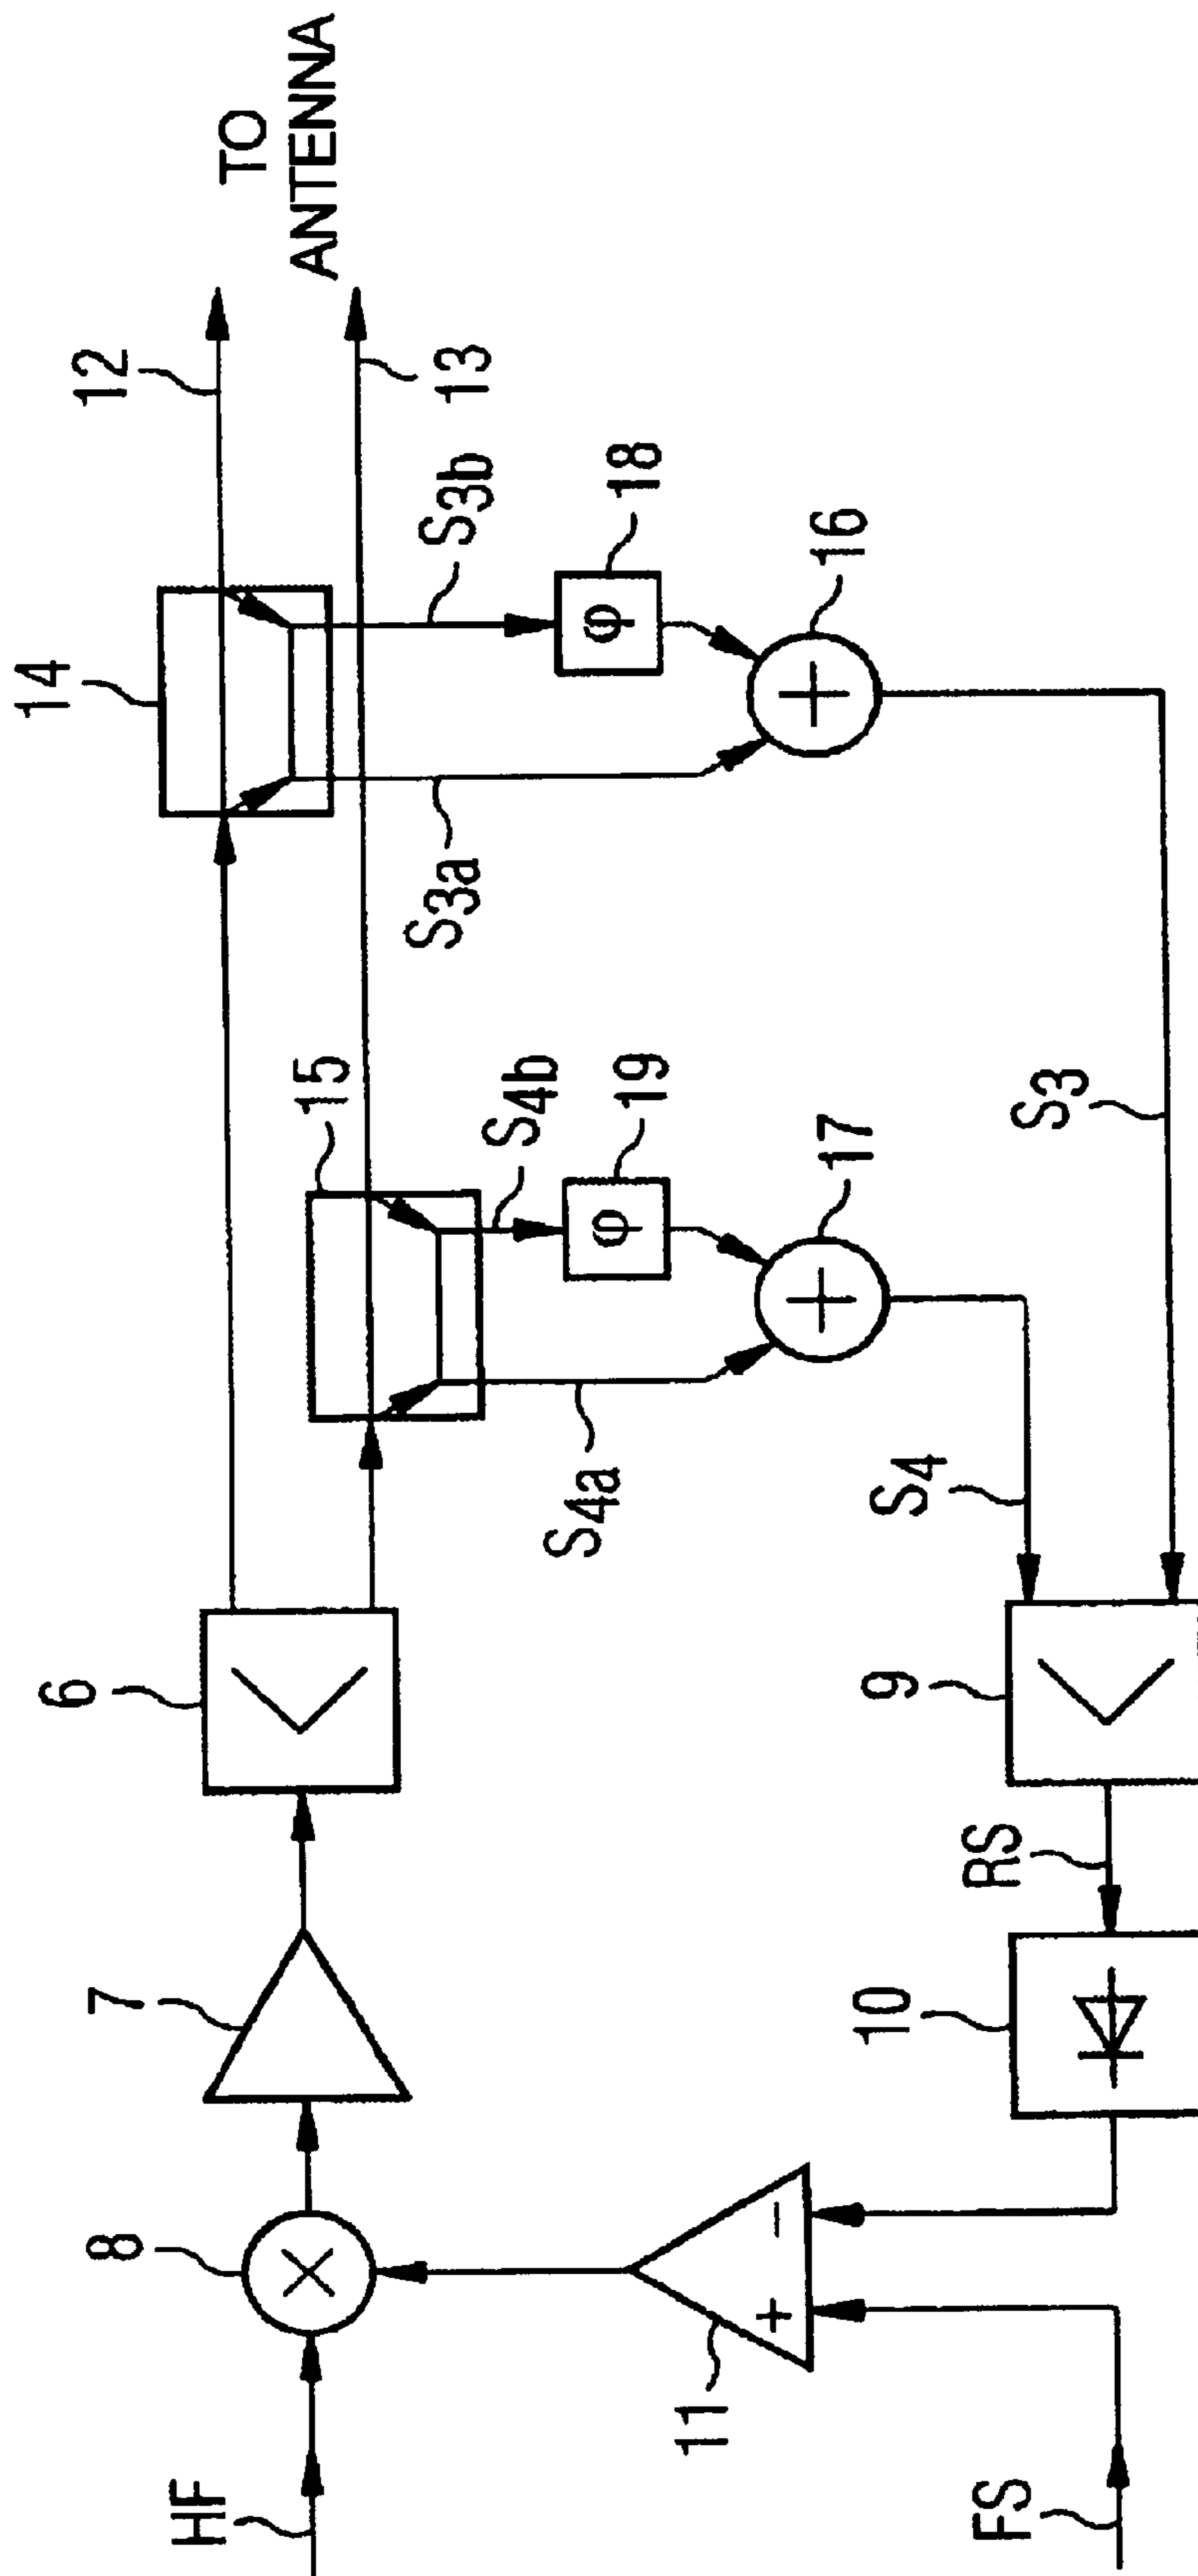 TO
ANTENNA
12
13
14
S3b
18
16
S3a
15
S4b
19
17
S4a
S3
S4
6
9
7
RS
10
8
11
+
-
HF
FS
φ
φ